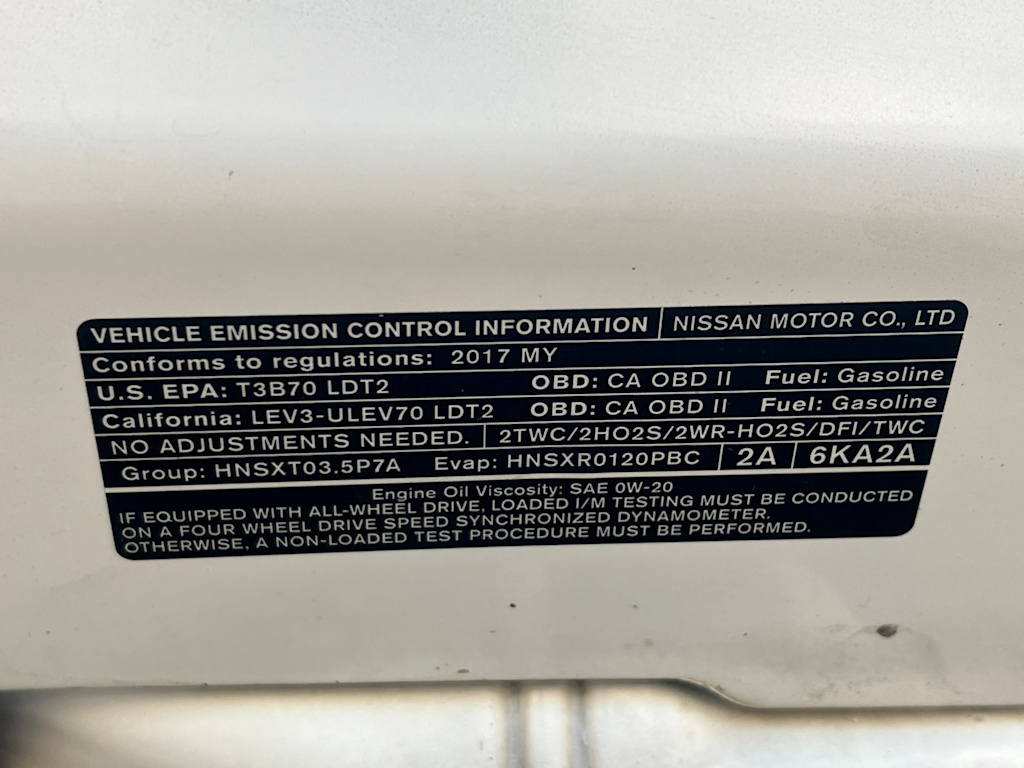 VEHICLE EMISSION CONTROL INFORMATION | NISSAN MOTOR CO., LTD
Conforms to regulations: 2017 MY
U.S. EPA: T3B70 LDT2 OBD: CA OBD II Fuel: Gasoline
California: LEV3-ULEV70 LDT2 OBD: CA OBD II Fuel: Gasoline
NO ADJUSTMENTS NEEDED. | 2TWC/2HO2S/2WR-HO2S/DFI/TWC
Group: HNSXT03.5P7A Evap: HNSXR0120PBC | 2A | 6KA2A
Engine Oil Viscosity: SAE 0W-20
IF EQUIPPED WITH ALL-WHEEL DRIVE, LOADED I/M TESTING MUST BE CONDUCTED
ON A FOUR WHEEL DRIVE SPEED SYNCHRONIZED DYNAMOMETER.
OTHERWISE, A NON-LOADED TEST PROCEDURE MUST BE PERFORMED.